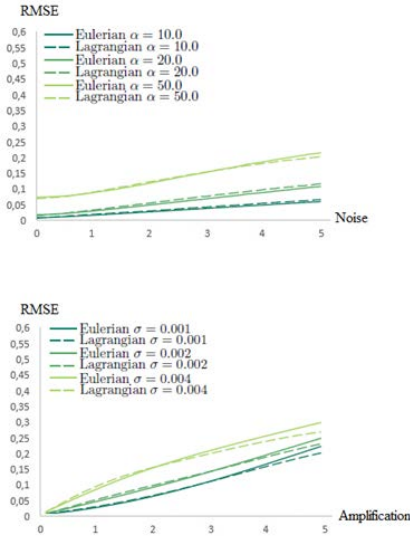 RMSE
0,6
0,55
0,5
0,45
0,4
0,35
0,3
0,25
0,2
0,15
0,1
0,05
0
Eulerian α = 10.0
Lagrangian α = 10.0
Eulerian α = 20.0
Lagrangian α = 20.0
Eulerian α = 50.0
Lagrangian α = 50.0
0 1 2 3 4 5
Noise
RMSE
0,6
0,55
0,5
0,45
0,4
0,35
0,3
0,25
0,2
0,15
0,1
0,05
0
Eulerian σ = 0.001
Lagrangian σ = 0.001
Eulerian σ = 0.002
Lagrangian σ = 0.002
Eulerian σ = 0.004
Lagrangian σ = 0.004
0 1 2 3 4 5
Amplification